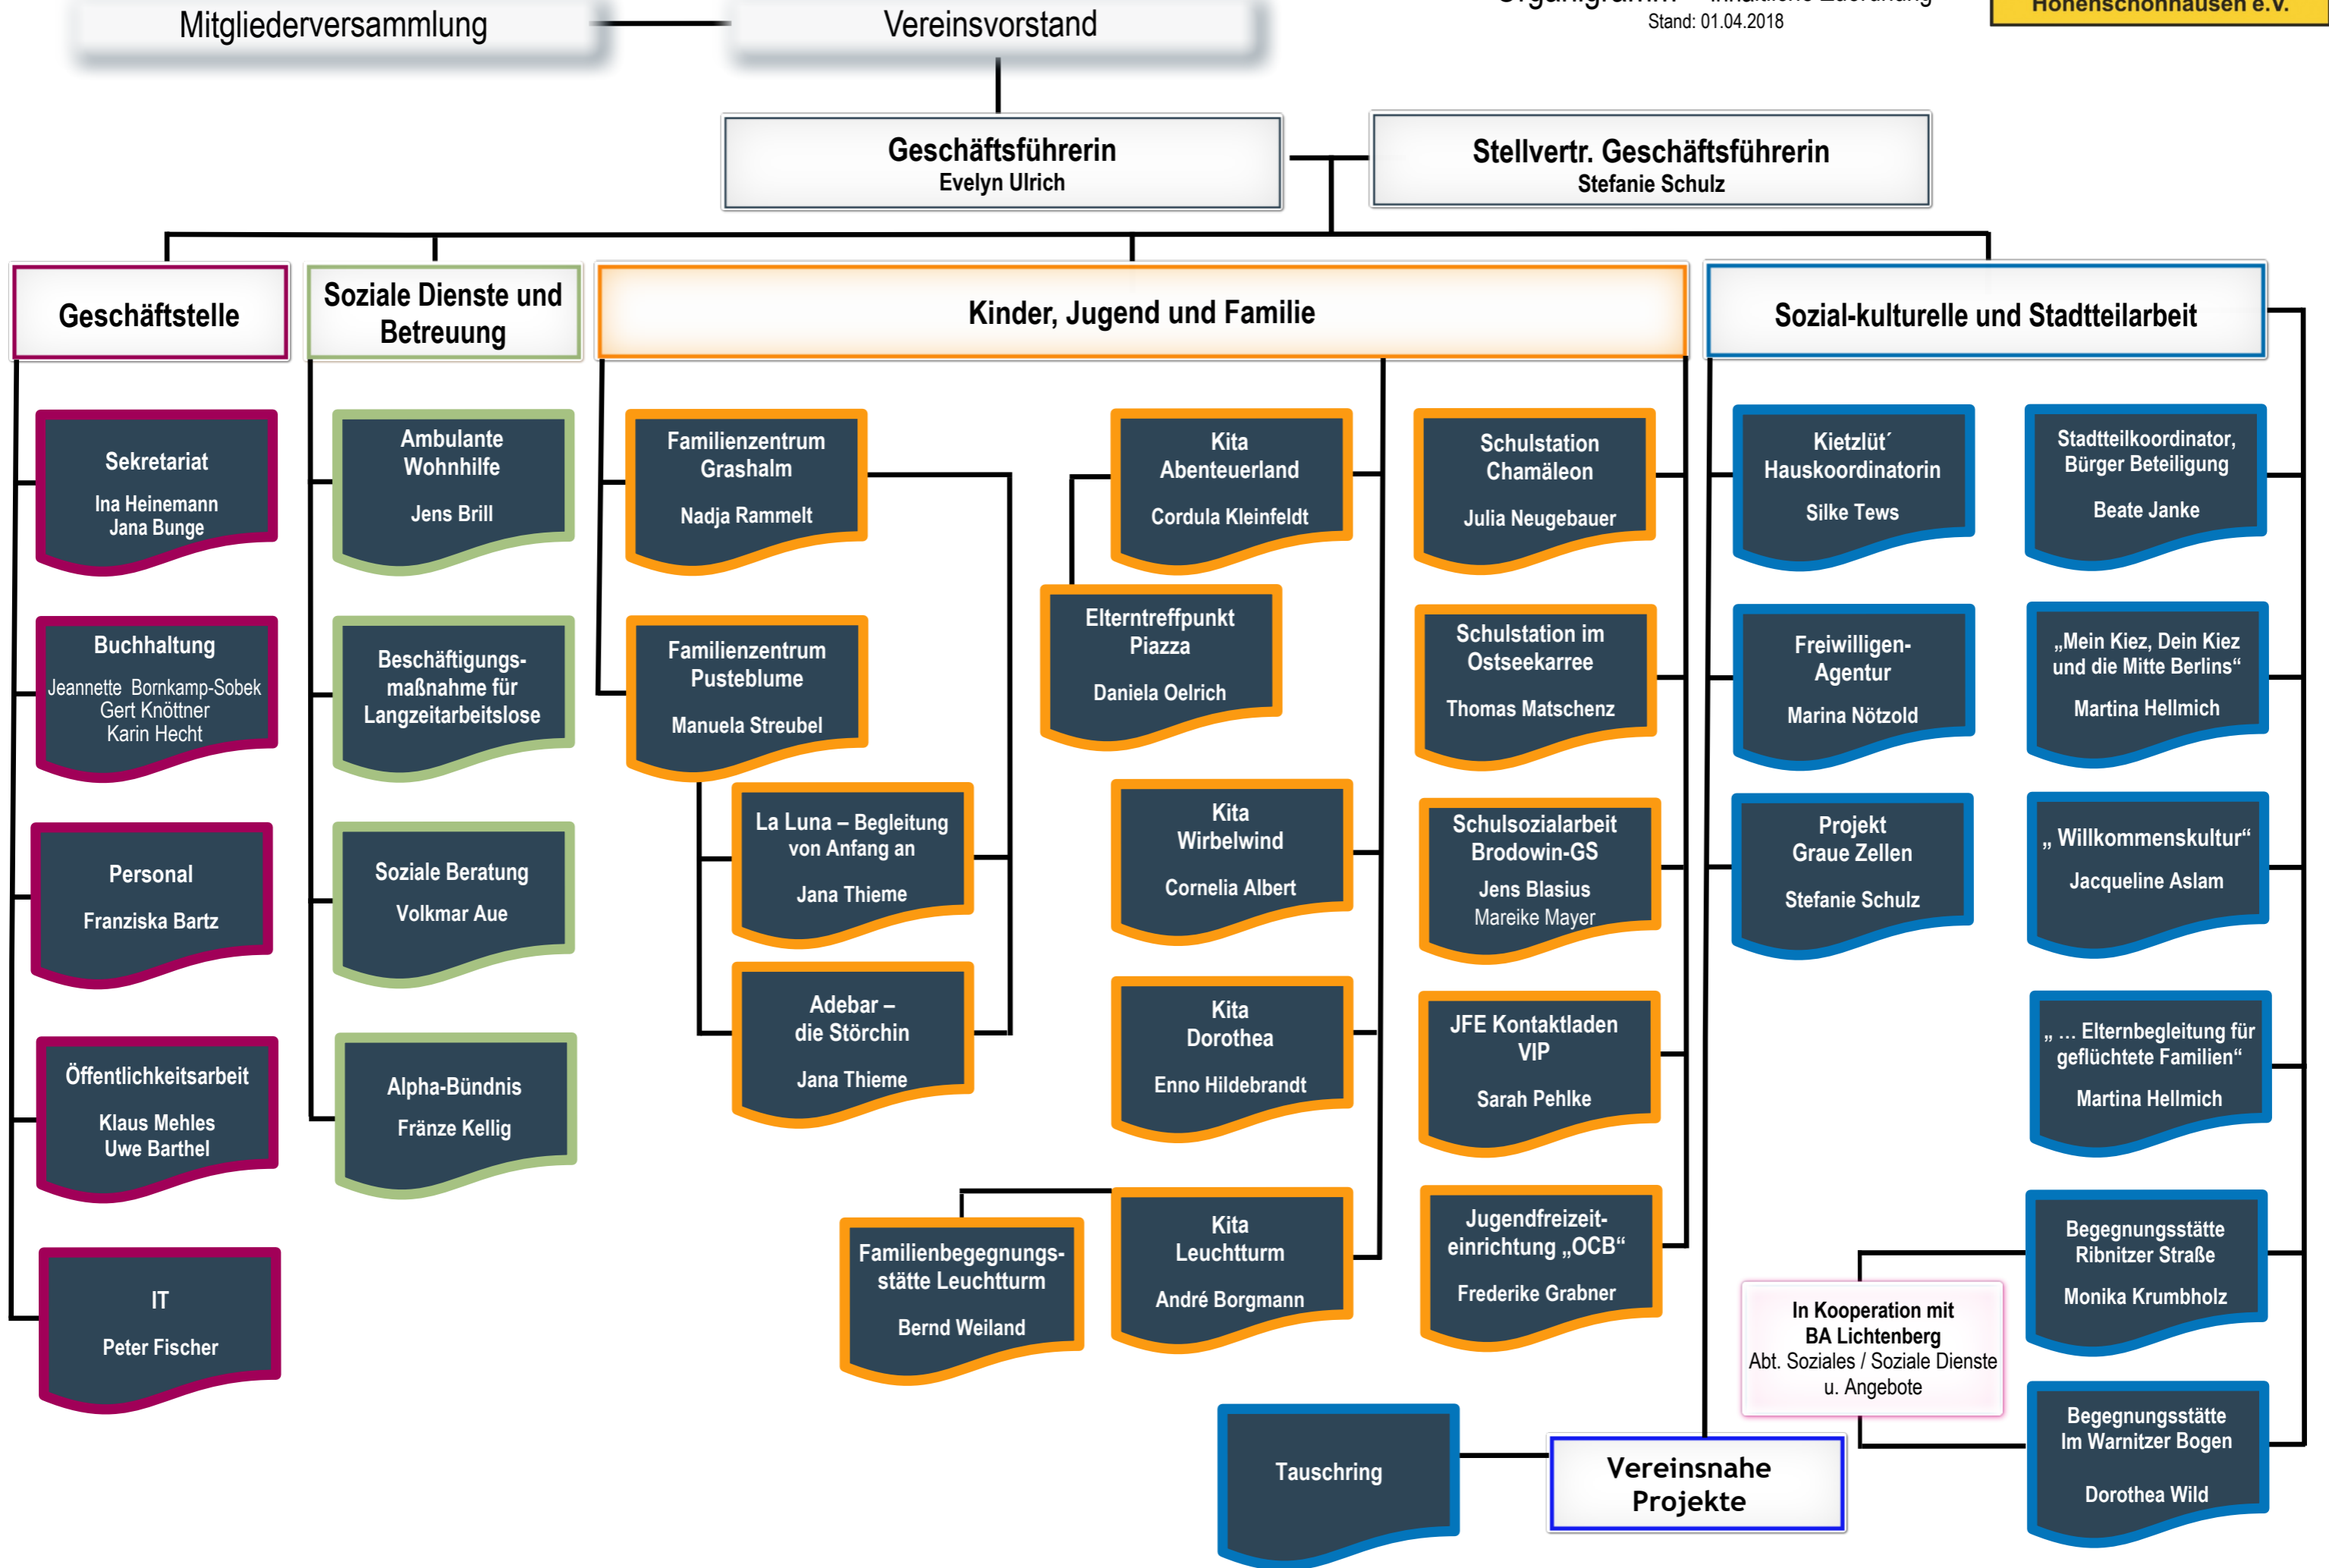 Organigramm – Inhaltliche Zuordnung
Stand: 01.04.2018
Hohenschönhausen e.V.
Mitgliederversammlung
Vereinsvorstand
Geschäftsführerin
Evelyn Ulrich
Stellvertr. Geschäftsführerin
Stefanie Schulz
Geschäftstelle
Soziale Dienste und
Betreuung
Kinder, Jugend und Familie
Sozial-kulturelle und Stadtteilarbeit
Sekretariat
Ina Heinemann
Jana Bunge
Buchhaltung
Jeannette Bornkamp-Sobek
Gert Knöttner
Karin Hecht
Personal
Franziska Bartz
Öffentlichkeitsarbeit
Klaus Mehles
Uwe Barthel
IT
Peter Fischer
Ambulante
Wohnhilfe
Jens Brill
Beschäftigungs-
maßnahme für
Langzeitarbeitslose
Soziale Beratung
Volkmar Aue
Alpha-Bündnis
Fränze Kellig
Familienzentrum
Grashalm
Nadja Rammelt
Familienzentrum
Pusteblume
Manuela Streubel
La Luna – Begleitung
von Anfang an
Jana Thieme
Adebar –
die Störchin
Jana Thieme
Kita
Abenteuerland
Cordula Kleinfeldt
Elterntreffpunkt
Piazza
Daniela Oelrich
Kita
Wirbelwind
Cornelia Albert
Kita
Dorothea
Enno Hildebrandt
Kita
Leuchtturm
André Borgmann
Familienbegegnungs-
stätte Leuchtturm
Bernd Weiland
Schulstation
Chamäleon
Julia Neugebauer
Schulstation im
Ostseekarree
Thomas Matschenz
Schulsozialarbeit
Brodowin-GS
Jens Blasius
Mareike Mayer
JFE Kontaktladen
VIP
Sarah Pehlke
Jugendfreizeit-
einrichtung „OCB“
Frederike Grabner
Kietzlüt´
Hauskoordinatorin
Silke Tews
Freiwilligen-
Agentur
Marina Nötzold
Projekt
Graue Zellen
Stefanie Schulz
Stadtteilkoordinator,
Bürger Beteiligung
Beate Janke
„Mein Kiez, Dein Kiez
und die Mitte Berlins“
Martina Hellmich
„ Willkommenskultur“
Jacqueline Aslam
„ … Elternbegleitung für
geflüchtete Familien“
Martina Hellmich
Begegnungsstätte
Ribnitzer Straße
Monika Krumbholz
In Kooperation mit
BA Lichtenberg
Abt. Soziales / Soziale Dienste
u. Angebote
Begegnungsstätte
Im Warnitzer Bogen
Dorothea Wild
Tauschring
Vereinsnahe
Projekte